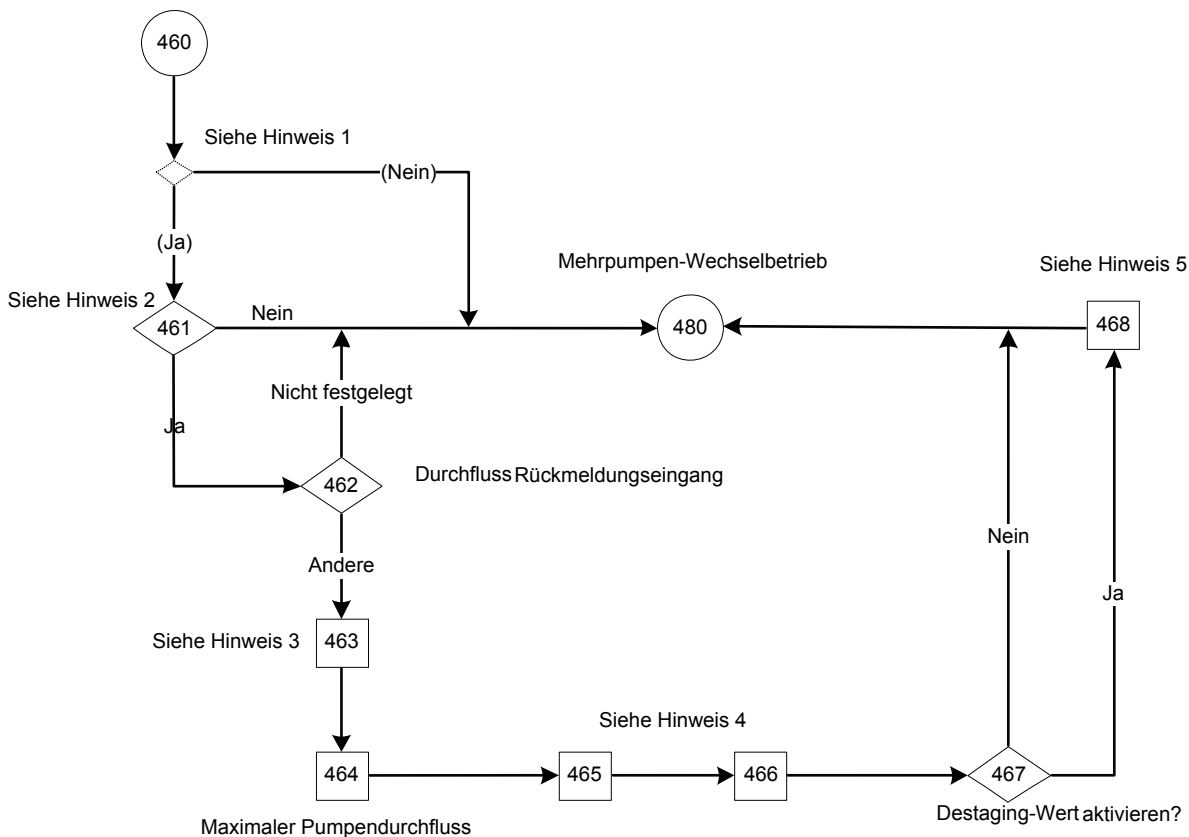 460
Siehe Hinweis 1
(Nein)
(Ja)
Mehrpumpen-Wechselbetrieb
Siehe Hinweis 5
Siehe Hinweis 2
461
Nein
480
468
Nicht festgelegt
Ja
462
Durchfluss Rückmeldungseingang
Nein
Andere
Ja
Siehe Hinweis 3
463
Siehe Hinweis 4
464
465
466
467
Destaging-Wert aktivieren?
Maximaler Pumpendurchfluss